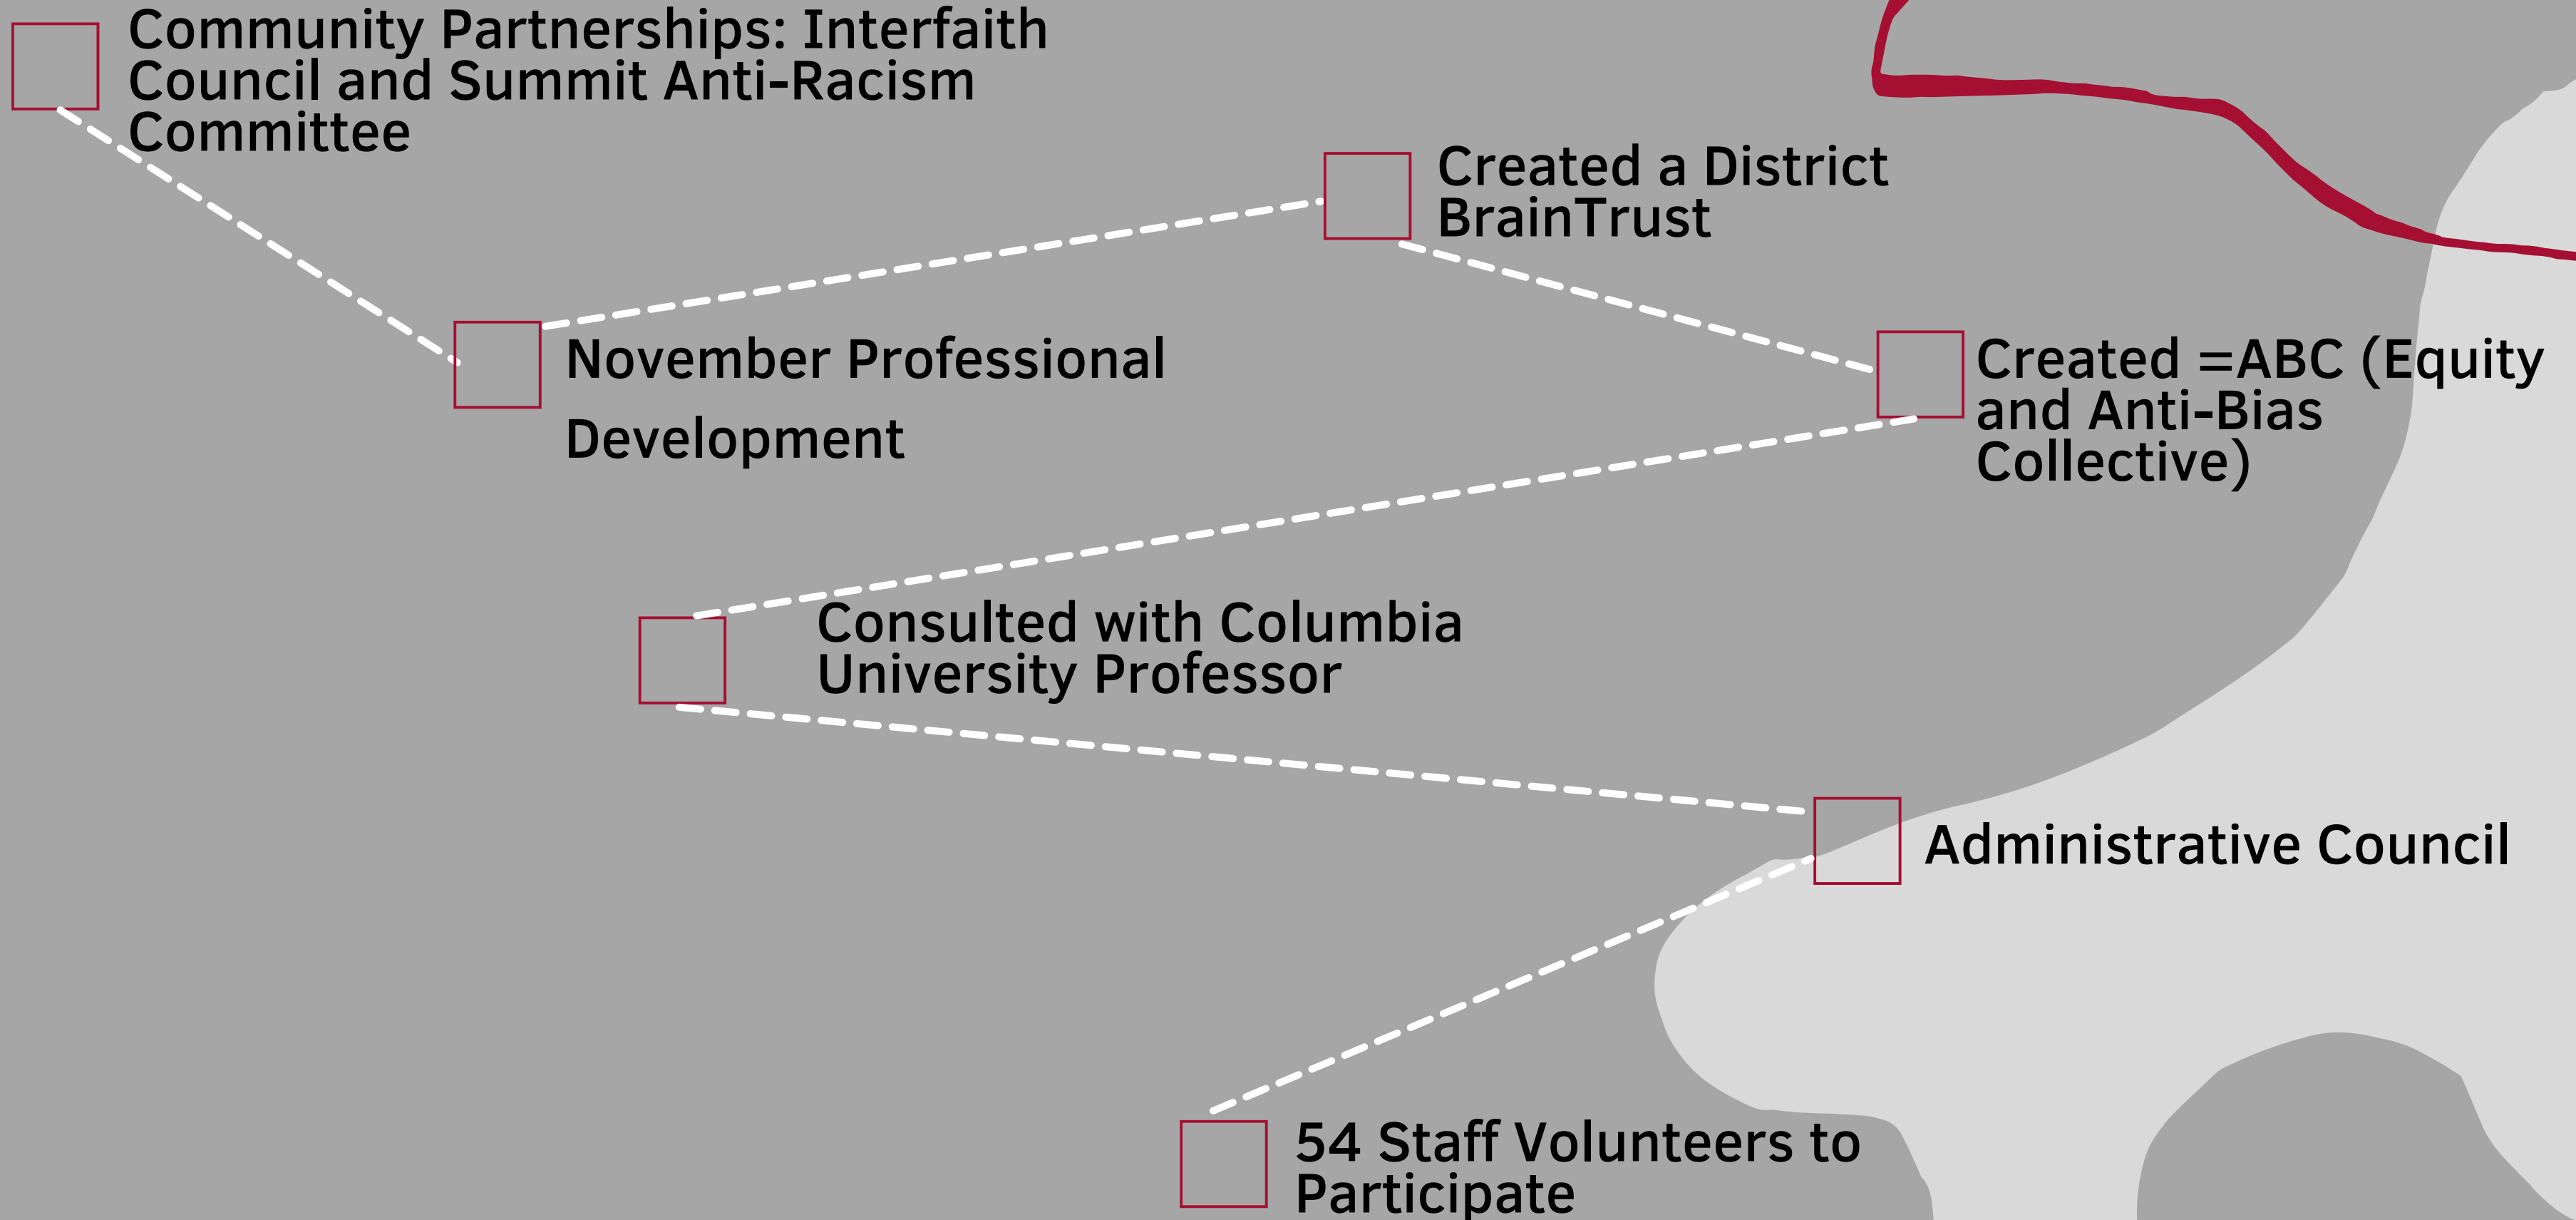 Community Partnerships: Interfaith
Council and Summit Anti-Racism
Committee
Created a District
BrainTrust
November Professional
Development
Created =ABC (Equity
and Anti-Bias
Collective)
Consulted with Columbia
University Professor
Administrative Council
54 Staff Volunteers to
Participate